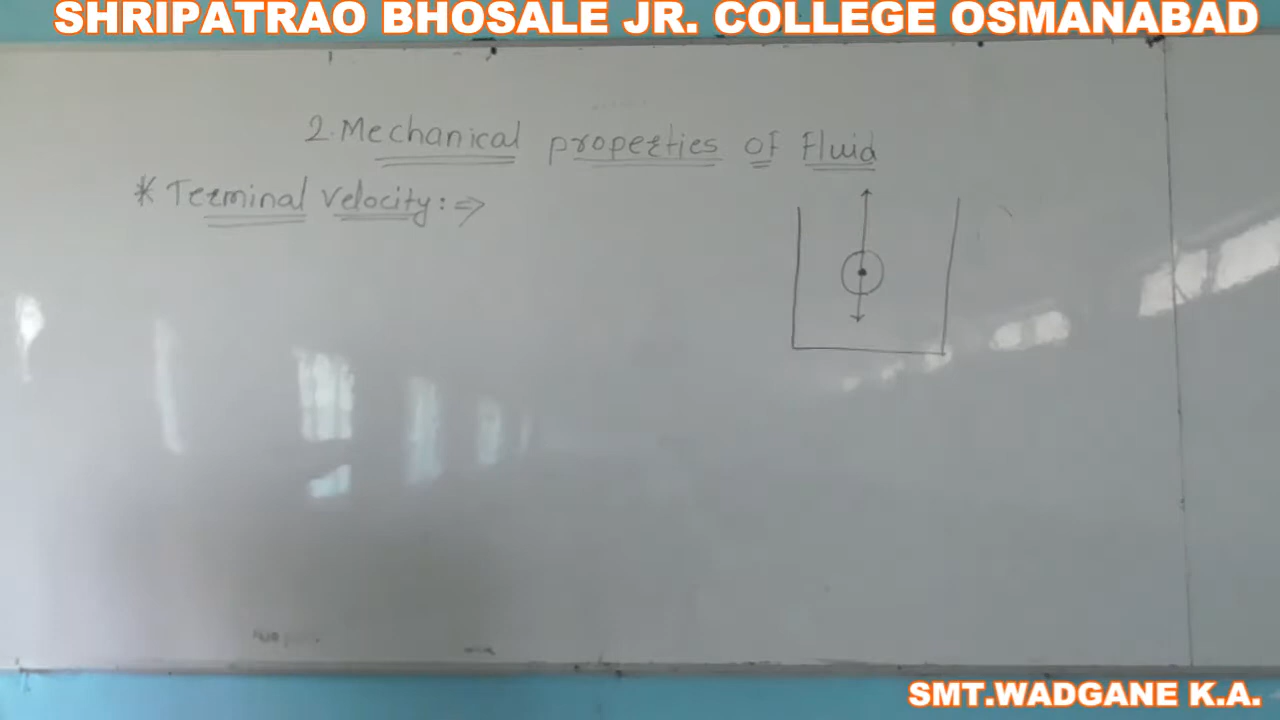 SHRIPATRAO BHOSALE JR. COLLEGE OSMANABAD
2. Mechanical properties of Fluid
* Terminal velocity :- ⇒
SMT.WADGANE K.A.